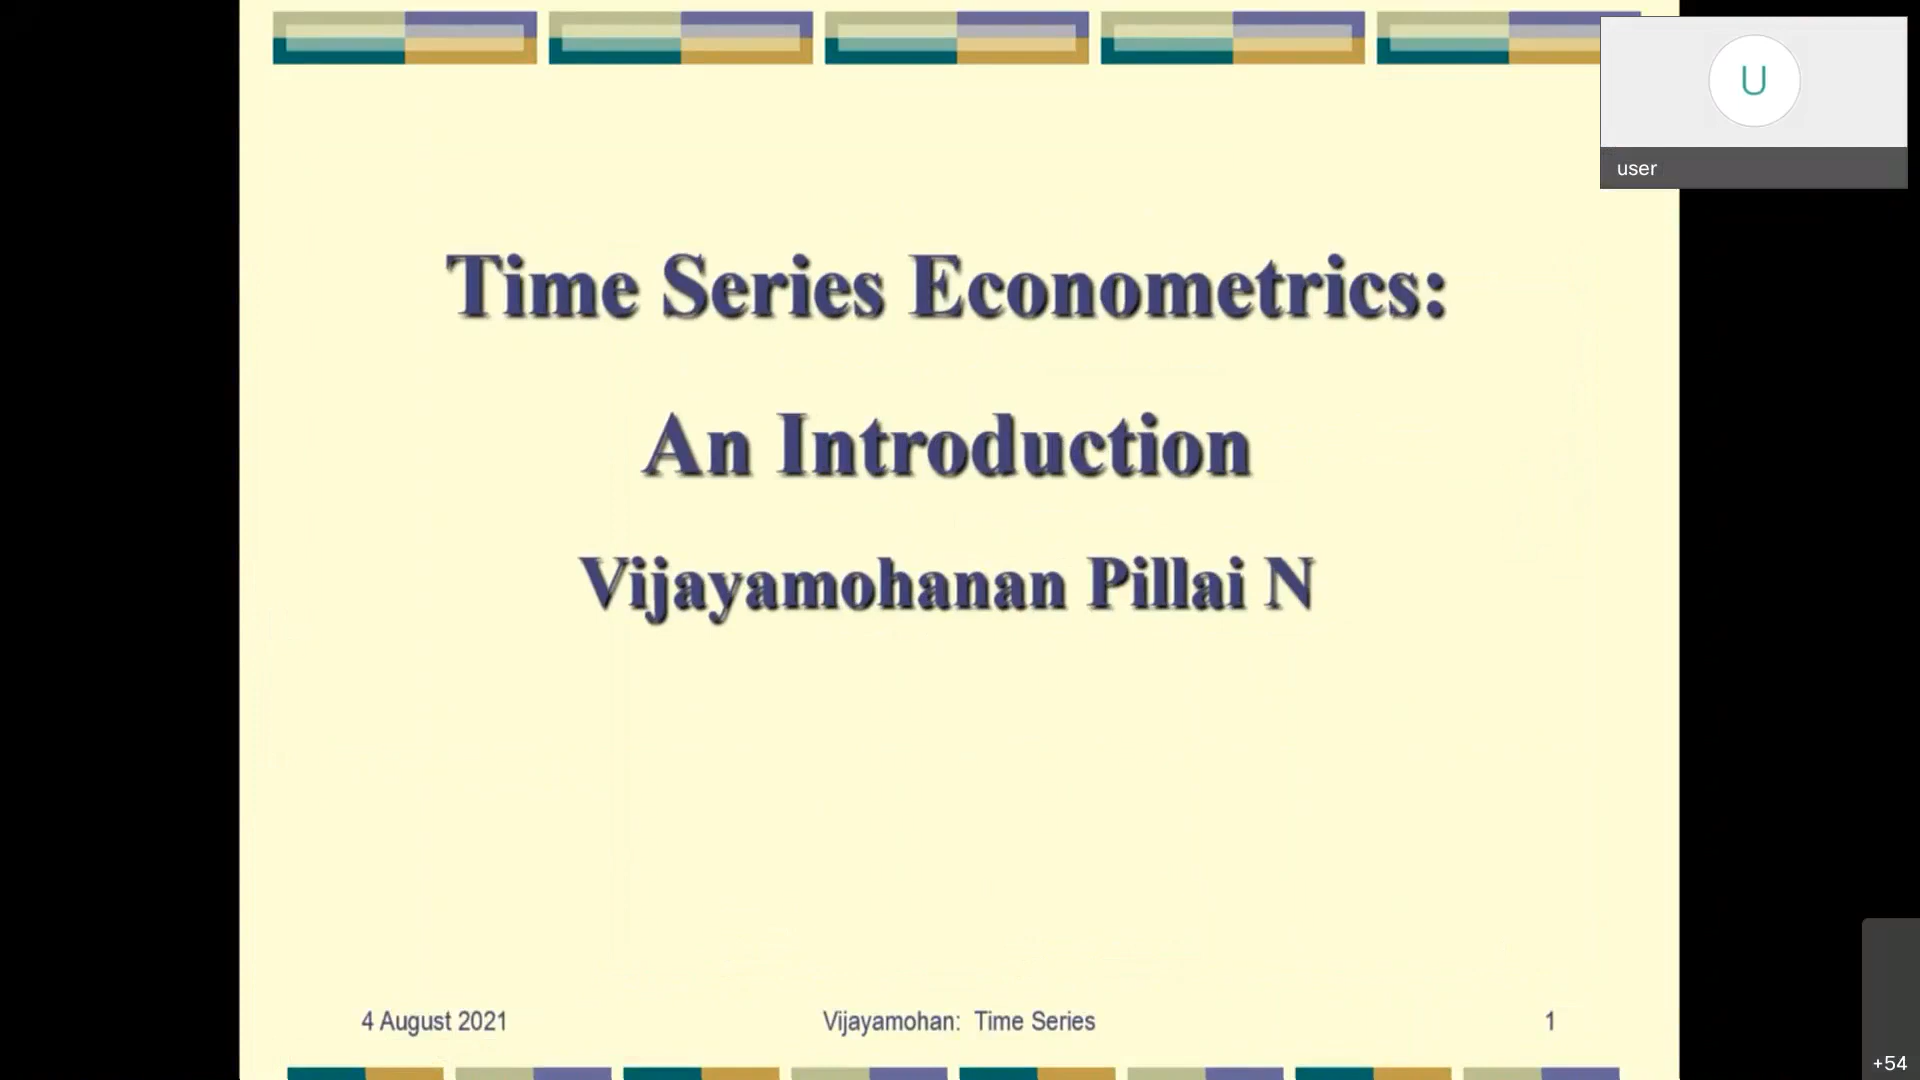 Time Series Econometrics:
An Introduction
Vijayamohanan Pillai N
4 August 2021
Vijayamohan: Time Series
1
U
user
+54